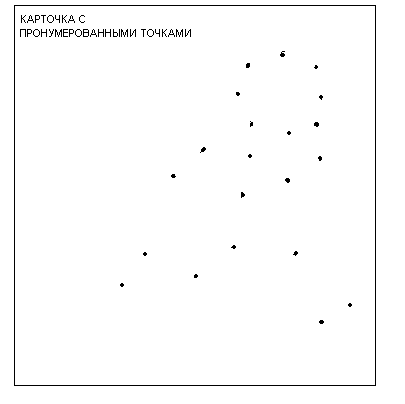 КАРТОЧКА С
ПРОНУМЕРОВАННЫМИ ТОЧКАМИ